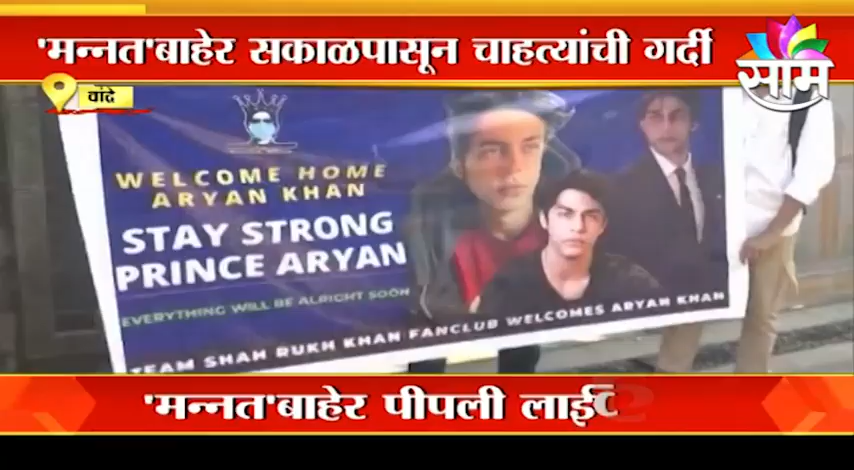 'मन्नत'बाहेर सकाळपासून चाहत्यांची गर्दी
साम
वांद्रे
WELCOME HOME
ARYAN KHAN
STAY STRONG
PRINCE ARYAN
EVERYTHING WILL BE ALRIGHT SOON
TEAM SHAH RUKH KHAN FANCLUB WELCOMES ARYAN KHAN
'मन्नत'बाहेर पीपली